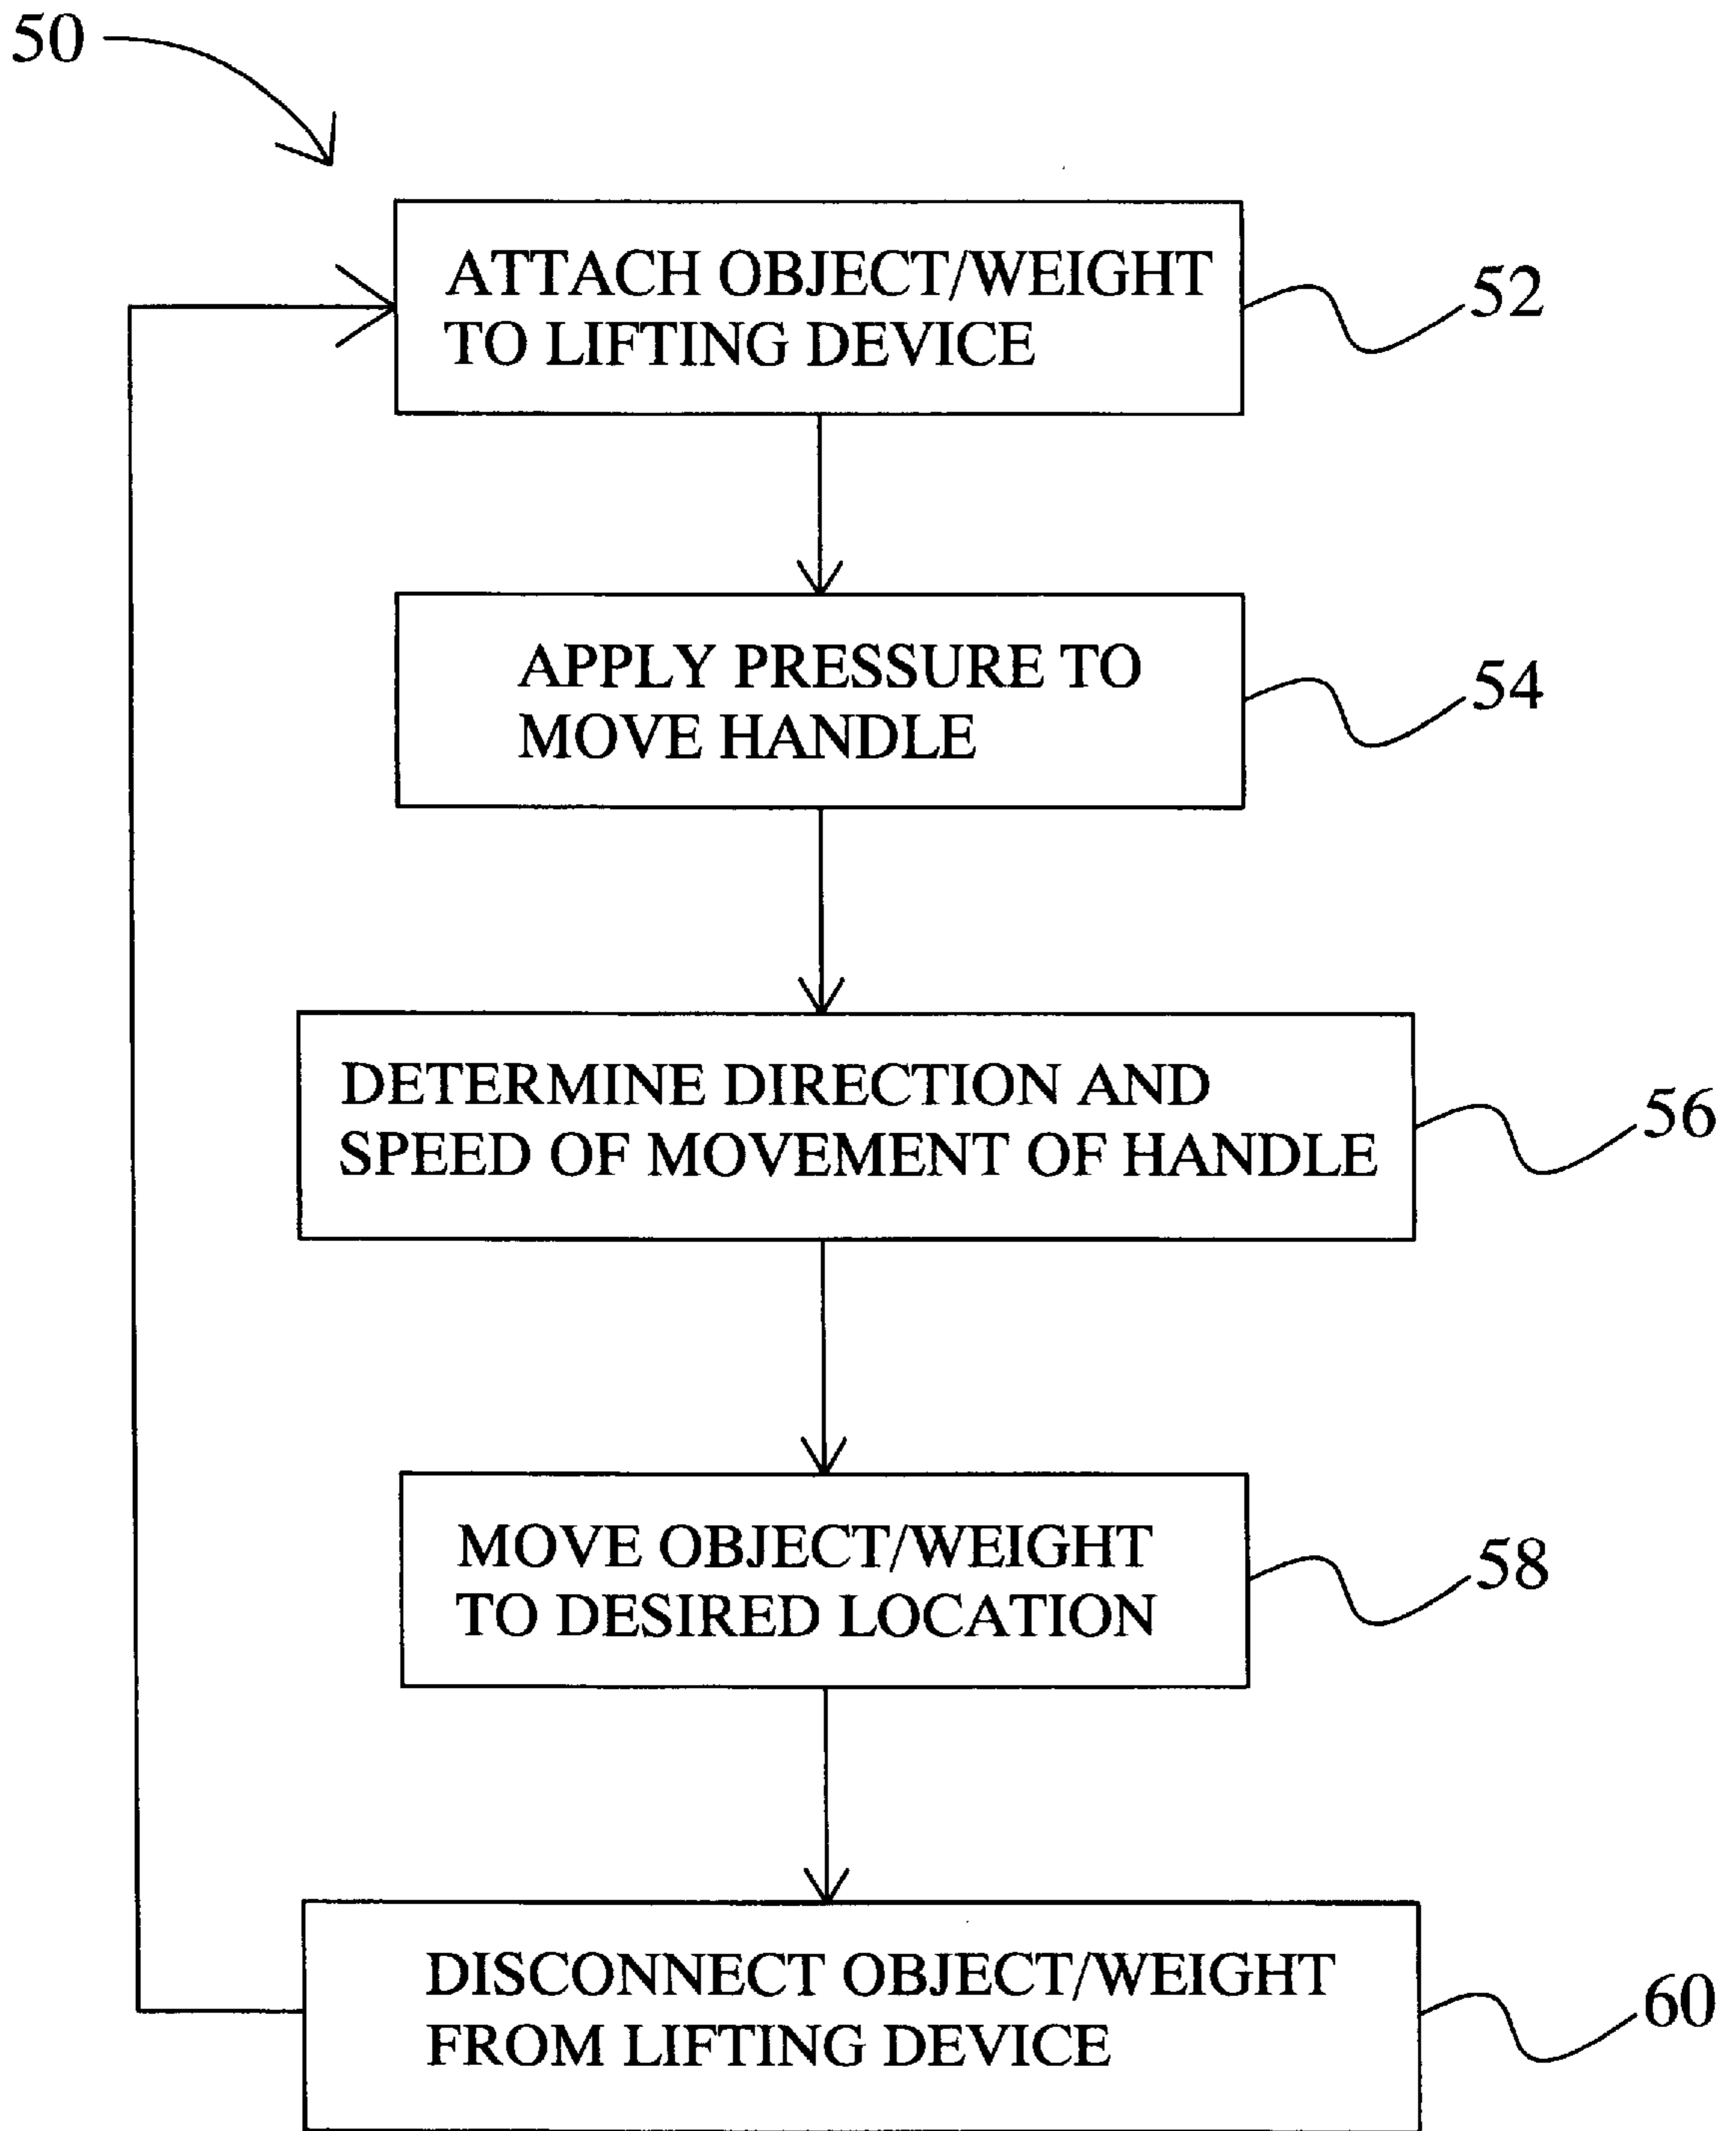 50
ATTACH OBJECT/WEIGHT
TO LIFTING DEVICE
52
APPLY PRESSURE TO
MOVE HANDLE
54
DETERMINE DIRECTION AND
SPEED OF MOVEMENT OF HANDLE
56
MOVE OBJECT/WEIGHT
TO DESIRED LOCATION
58
DISCONNECT OBJECT/WEIGHT
FROM LIFTING DEVICE
60